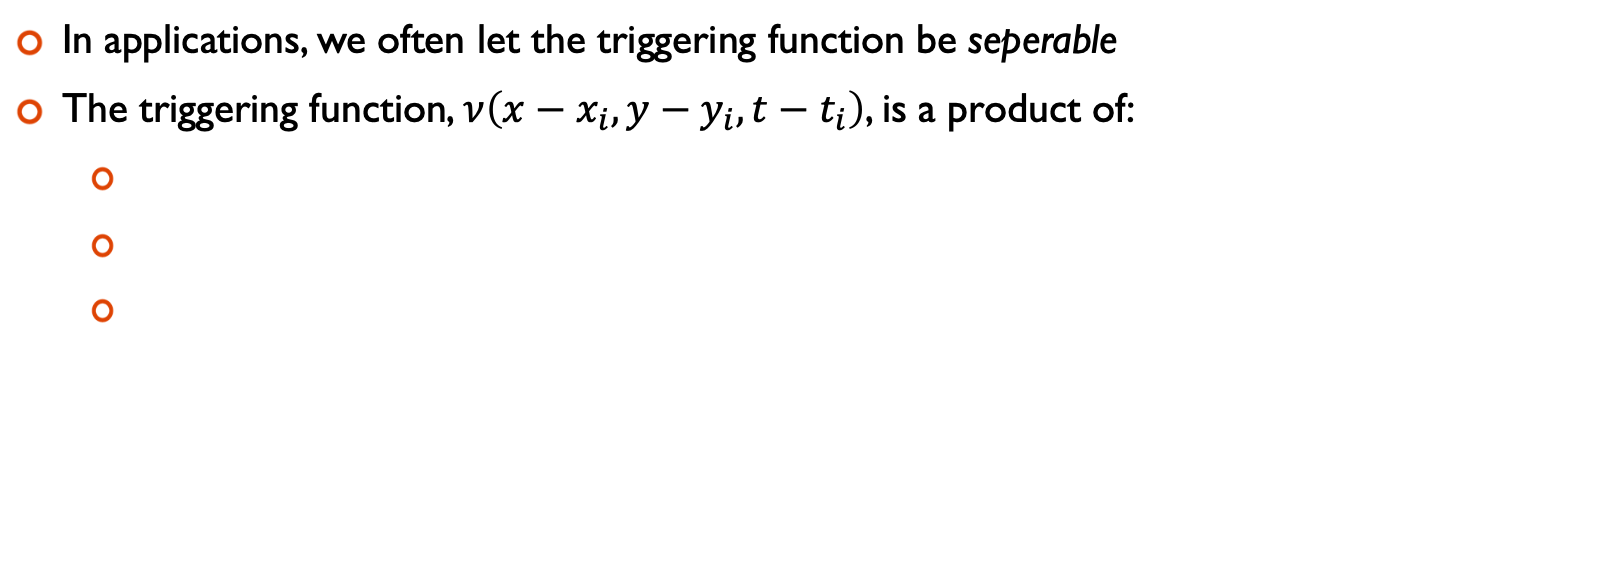 In applications, we often let the triggering function be seperable
The triggering function, ν(x − xᵢ, y − yᵢ, t − tᵢ), is a product of: